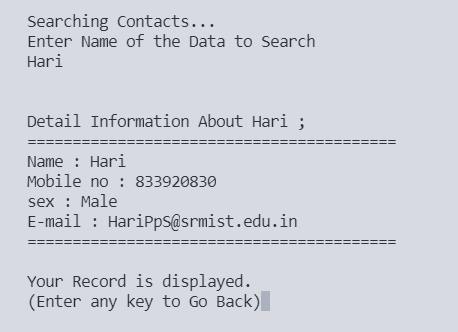 Searching Contacts...
Enter Name of the Data to Search
Hari
Detail Information About Hari ;
=========================================
Name : Hari
Mobile no : 833920830
sex : Male
E-mail : HariPpS@srmist.edu.in
=========================================
Your Record is displayed.
(Enter any key to Go Back)